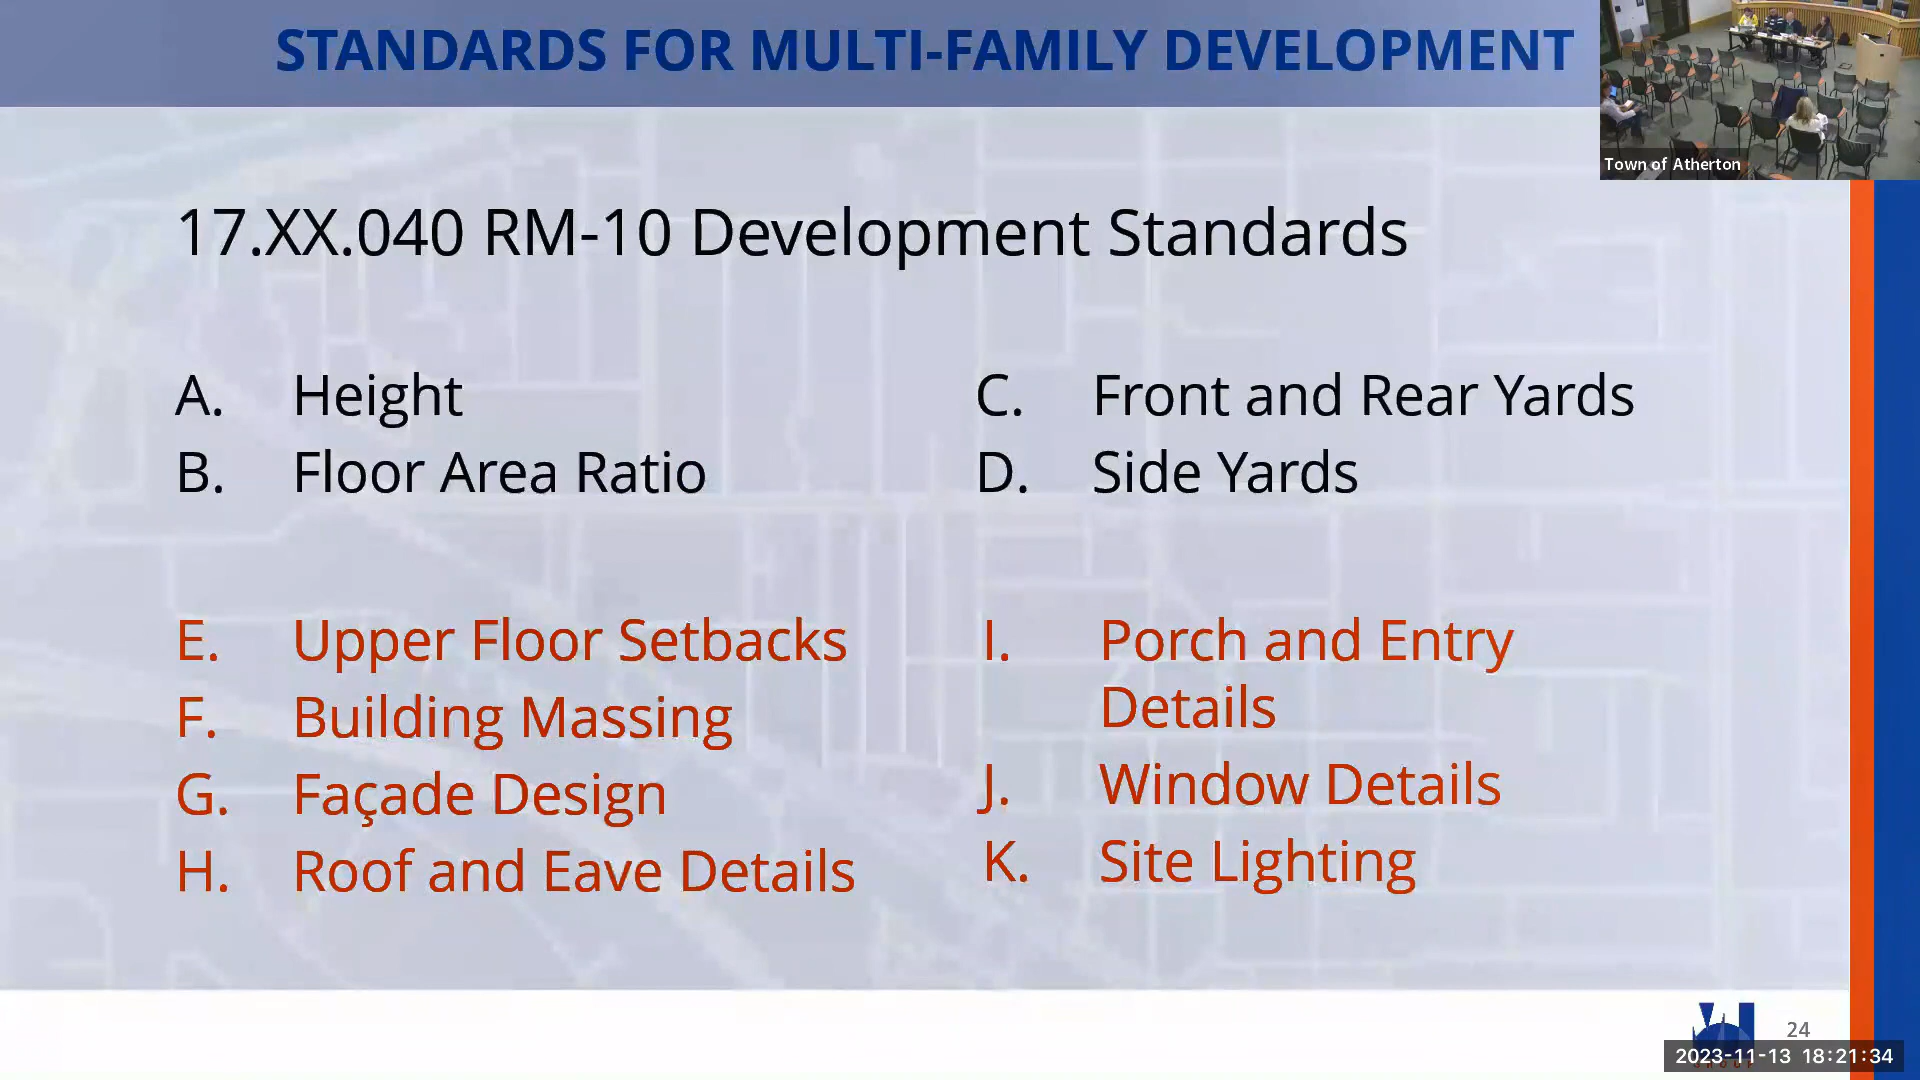 STANDARDS FOR MULTI-FAMILY DEVELOPMENT
Town of Atherton
17.XX.040 RM-10 Development Standards
A. Height
B. Floor Area Ratio
C. Front and Rear Yards
D. Side Yards
E. Upper Floor Setbacks
F. Building Massing
G. Façade Design
H. Roof and Eave Details
I. Porch and Entry
Details
J. Window Details
K. Site Lighting
24
2023-11-13 18:21:34